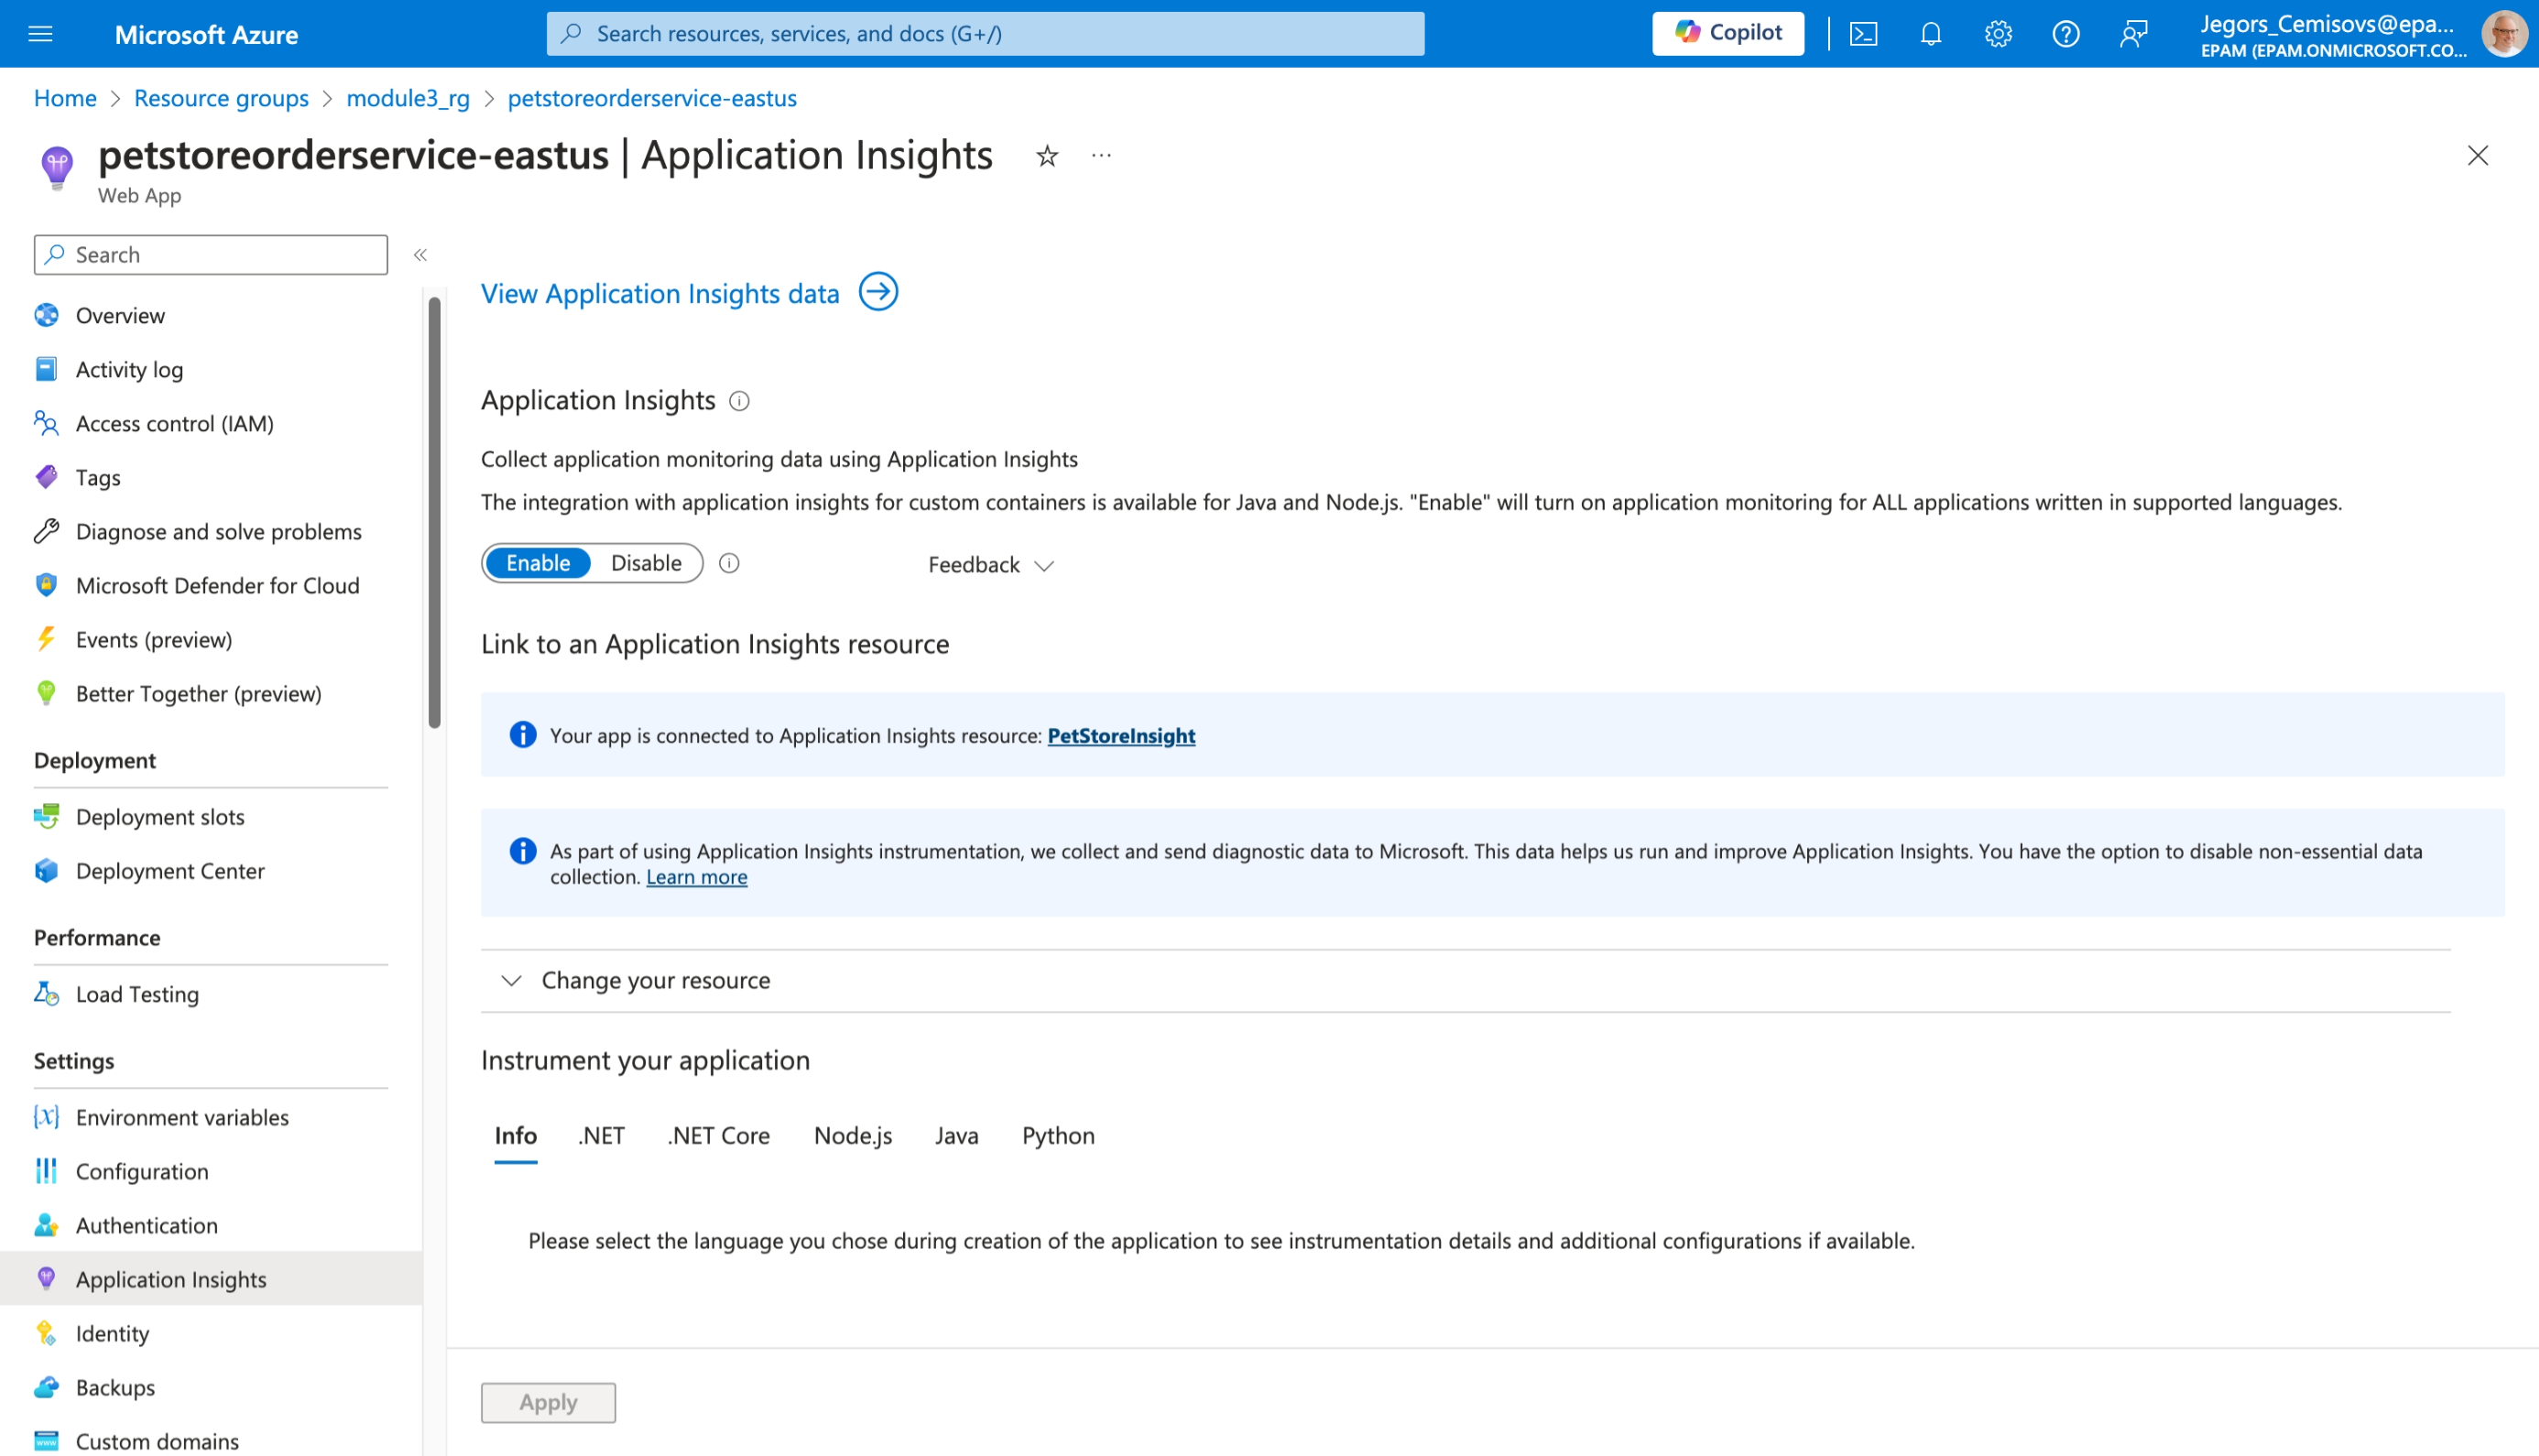 Microsoft Azure
Search resources, services, and docs (G+/)
Copilot
Jegors_Cemisovs@epa...
EPAM (EPAM.ONMICROSOFT.CO...
Home > Resource groups > module3_rg > petstoreorderservice-eastus
petstoreorderservice-eastus | Application Insights
Web App
Search
Overview
Activity log
Access control (IAM)
Tags
Diagnose and solve problems
Microsoft Defender for Cloud
Events (preview)
Better Together (preview)
Deployment
Deployment slots
Deployment Center
Performance
Load Testing
Settings
Environment variables
Configuration
Authentication
Application Insights
Identity
Backups
Custom domains
View Application Insights data
Application Insights
Collect application monitoring data using Application Insights
The integration with application insights for custom containers is available for Java and Node.js. "Enable" will turn on application monitoring for ALL applications written in supported languages.
Enable Disable
Feedback
Link to an Application Insights resource
Your app is connected to Application Insights resource: PetStoreInsight
As part of using Application Insights instrumentation, we collect and send diagnostic data to Microsoft. This data helps us run and improve Application Insights. You have the option to disable non-essential data
collection. Learn more
Change your resource
Instrument your application
Info .NET .NET Core Node.js Java Python
Please select the language you chose during creation of the application to see instrumentation details and additional configurations if available.
Apply